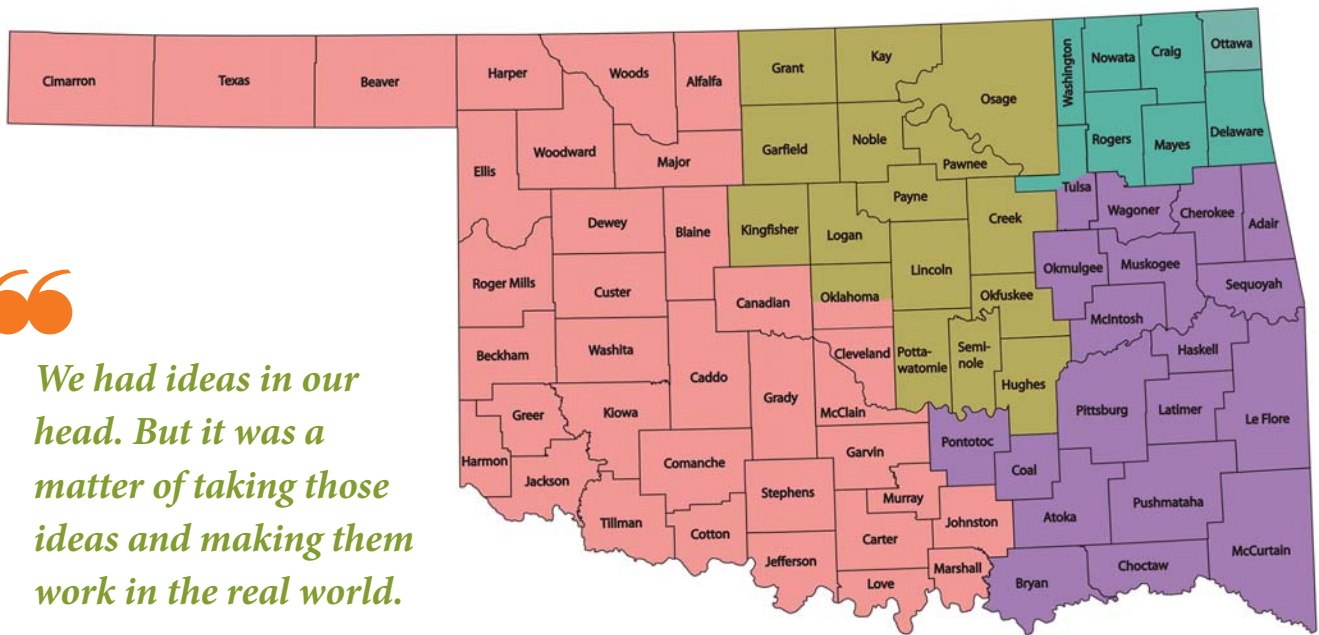 Cimarron
Texas
Beaver
Harper
Woods
Alfalfa
Grant
Kay
Osage
Washington
Nowata
Craig
Ottawa
Ellis
Woodward
Major
Garfield
Noble
Pawnee
Rogers
Mayes
Delaware
Dewey
Blaine
Kingfisher
Logan
Payne
Creek
Tulsa
Wagoner
Cherokee
Adair
Roger Mills
Custer
Canadian
Oklahoma
Lincoln
Okfuskee
Okmulgee
Muskogee
Sequoyah
Beckham
Washita
Caddo
Grady
Cleveland
McClain
Potta-
watomie
Semi-
nole
Hughes
McIntosh
Haskell
Pittsburg
Latimer
Le Flore
Harmon
Greer
Kiowa
Jackson
Comanche
Stephens
Garvin
Pontotoc
Coal
Tillman
Cotton
Jefferson
Murray
Carter
Johnston
Love
Marshall
Atoka
Pushmataha
Bryan
Choctaw
McCurtain
“
We had ideas in our
head. But it was a
matter of taking those
ideas and making them
work in the real world.